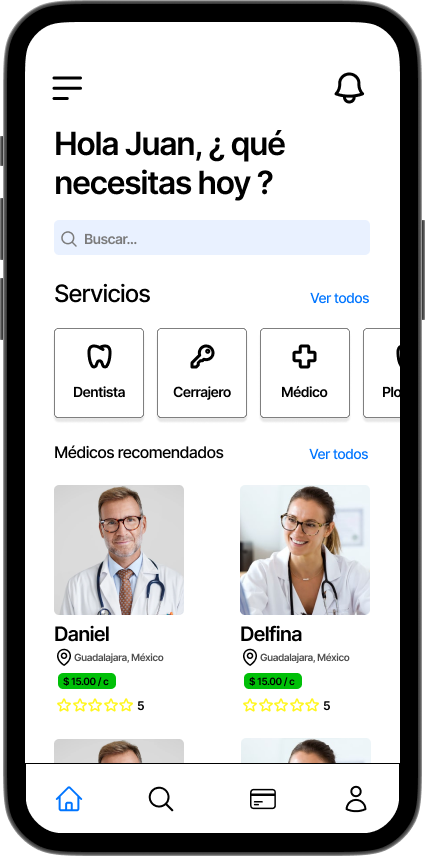 Hola Juan, ¿ qué
necesitas hoy ?
Buscar...
Servicios
Ver todos
Dentista
Cerrajero
Médico
Plo
Médicos recomendados
Ver todos
Daniel
Delfina
Guadalajara, México
Guadalajara, México
$ 15.00 / c
$ 15.00 / c
5
5